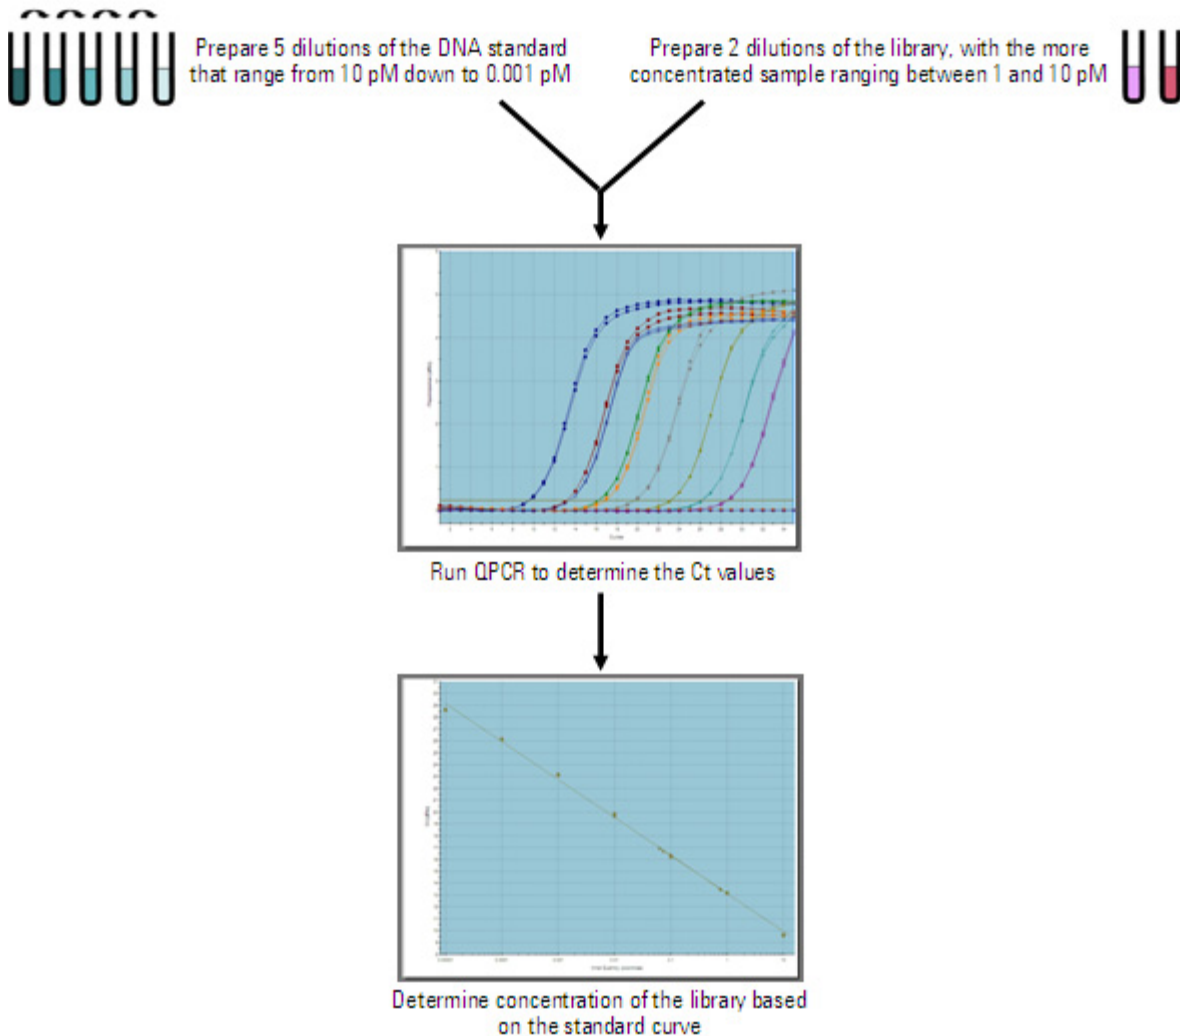 Prepare 5 dilutions of the DNA standard
that range from 10 pM down to 0.001 pM
Prepare 2 dilutions of the library, with the more
concentrated sample ranging between 1 and 10 pM
Run QPCR to determine the Ct values
Determine concentration of the library based
on the standard curve